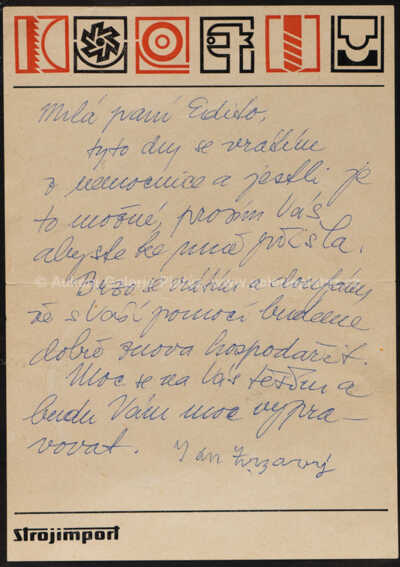 Milá paní Edito,
tyto dny se vrátím
z nemocnice a jestli je
to možné, prosím Vás
abyste ke mně přišla.
Brzo se vrátím a doufám,
že s Vaší pomocí budeme
dobře znova hospodařit.
Moc se na Vás těším a
budu Vám moc vypra-
vovat. Jan Zrzavý
strojimport